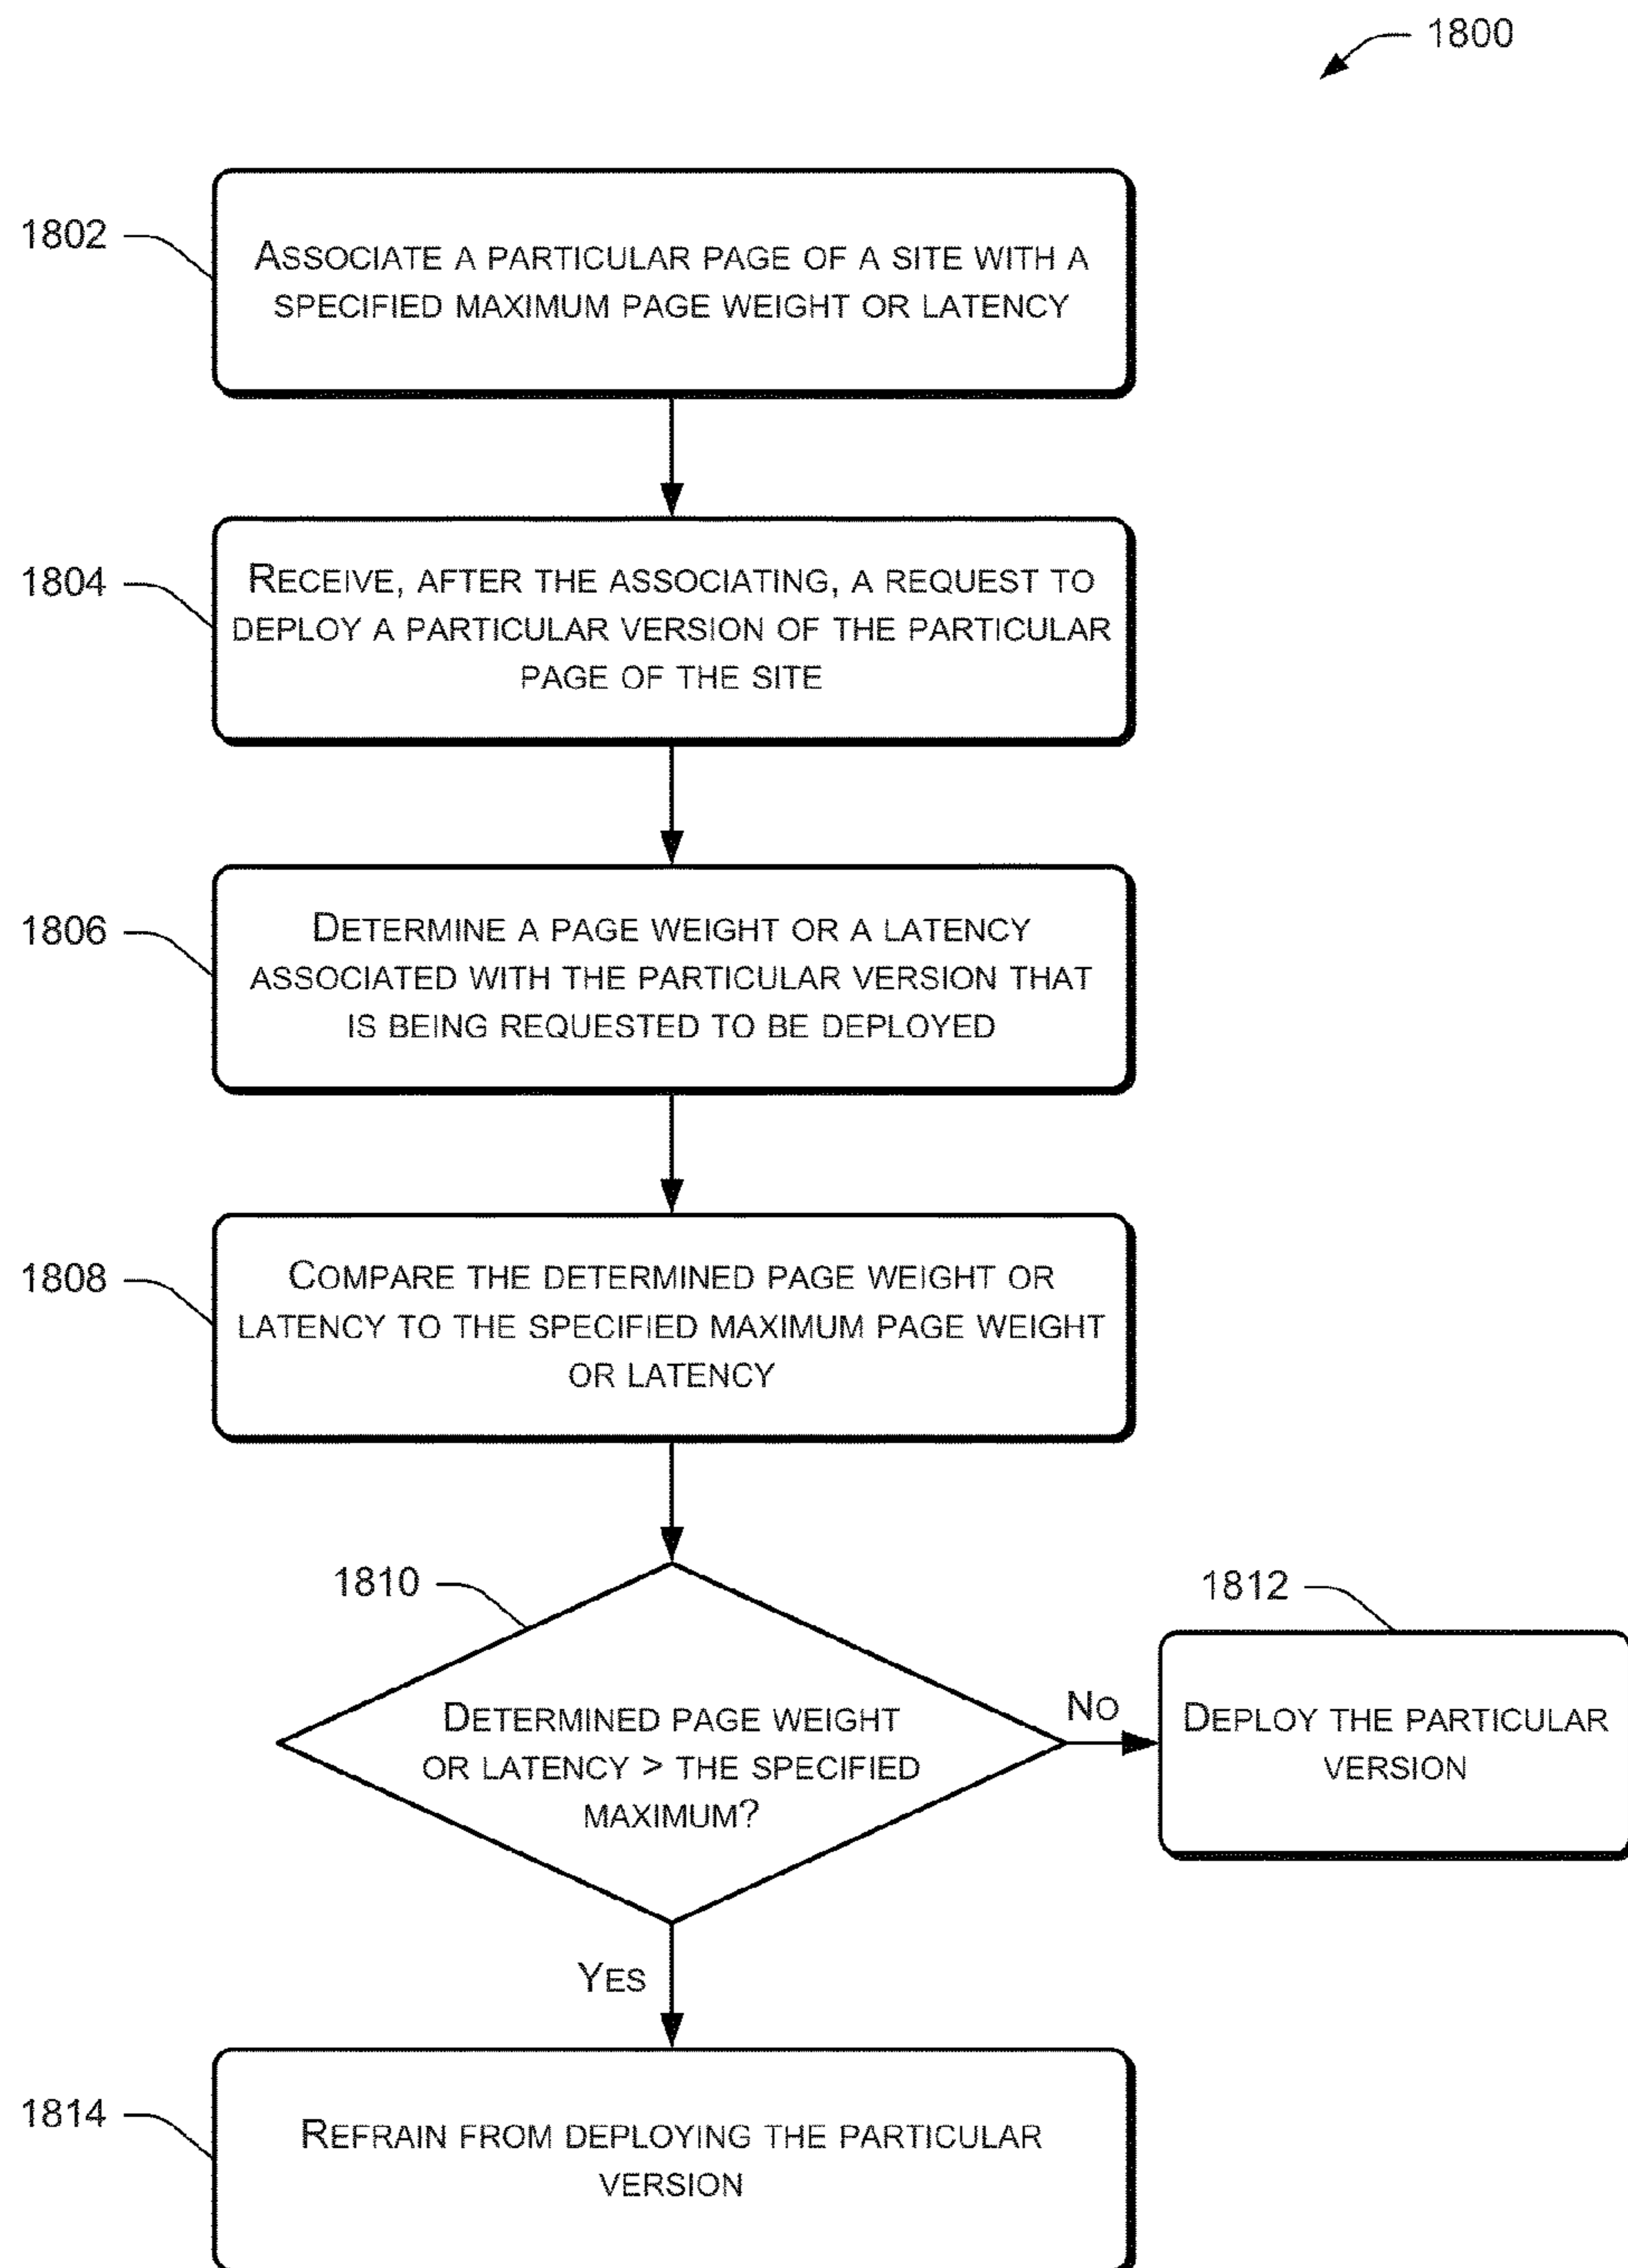 1800
1802
ASSOCIATE A PARTICULAR PAGE OF A SITE WITH A
SPECIFIED MAXIMUM PAGE WEIGHT OR LATENCY
1804
RECEIVE, AFTER THE ASSOCIATING, A REQUEST TO
DEPLOY A PARTICULAR VERSION OF THE PARTICULAR
PAGE OF THE SITE
1806
DETERMINE A PAGE WEIGHT OR A LATENCY
ASSOCIATED WITH THE PARTICULAR VERSION THAT
IS BEING REQUESTED TO BE DEPLOYED
1808
COMPARE THE DETERMINED PAGE WEIGHT OR
LATENCY TO THE SPECIFIED MAXIMUM PAGE WEIGHT
OR LATENCY
1810
DETERMINED PAGE WEIGHT
OR LATENCY > THE SPECIFIED
MAXIMUM?
NO
1812
DEPLOY THE PARTICULAR
VERSION
YES
1814
REFRAIN FROM DEPLOYING THE PARTICULAR
VERSION